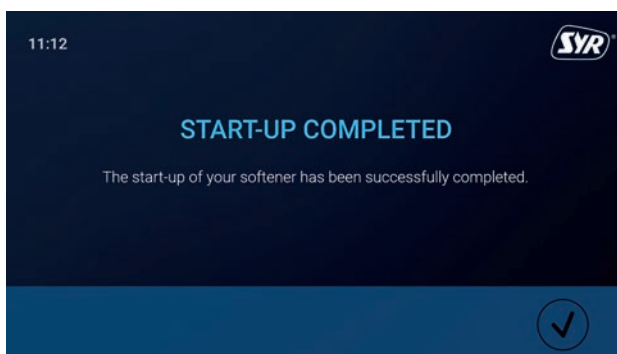 11:12
SYR®
START-UP COMPLETED
The start-up of your softener has been successfully completed.